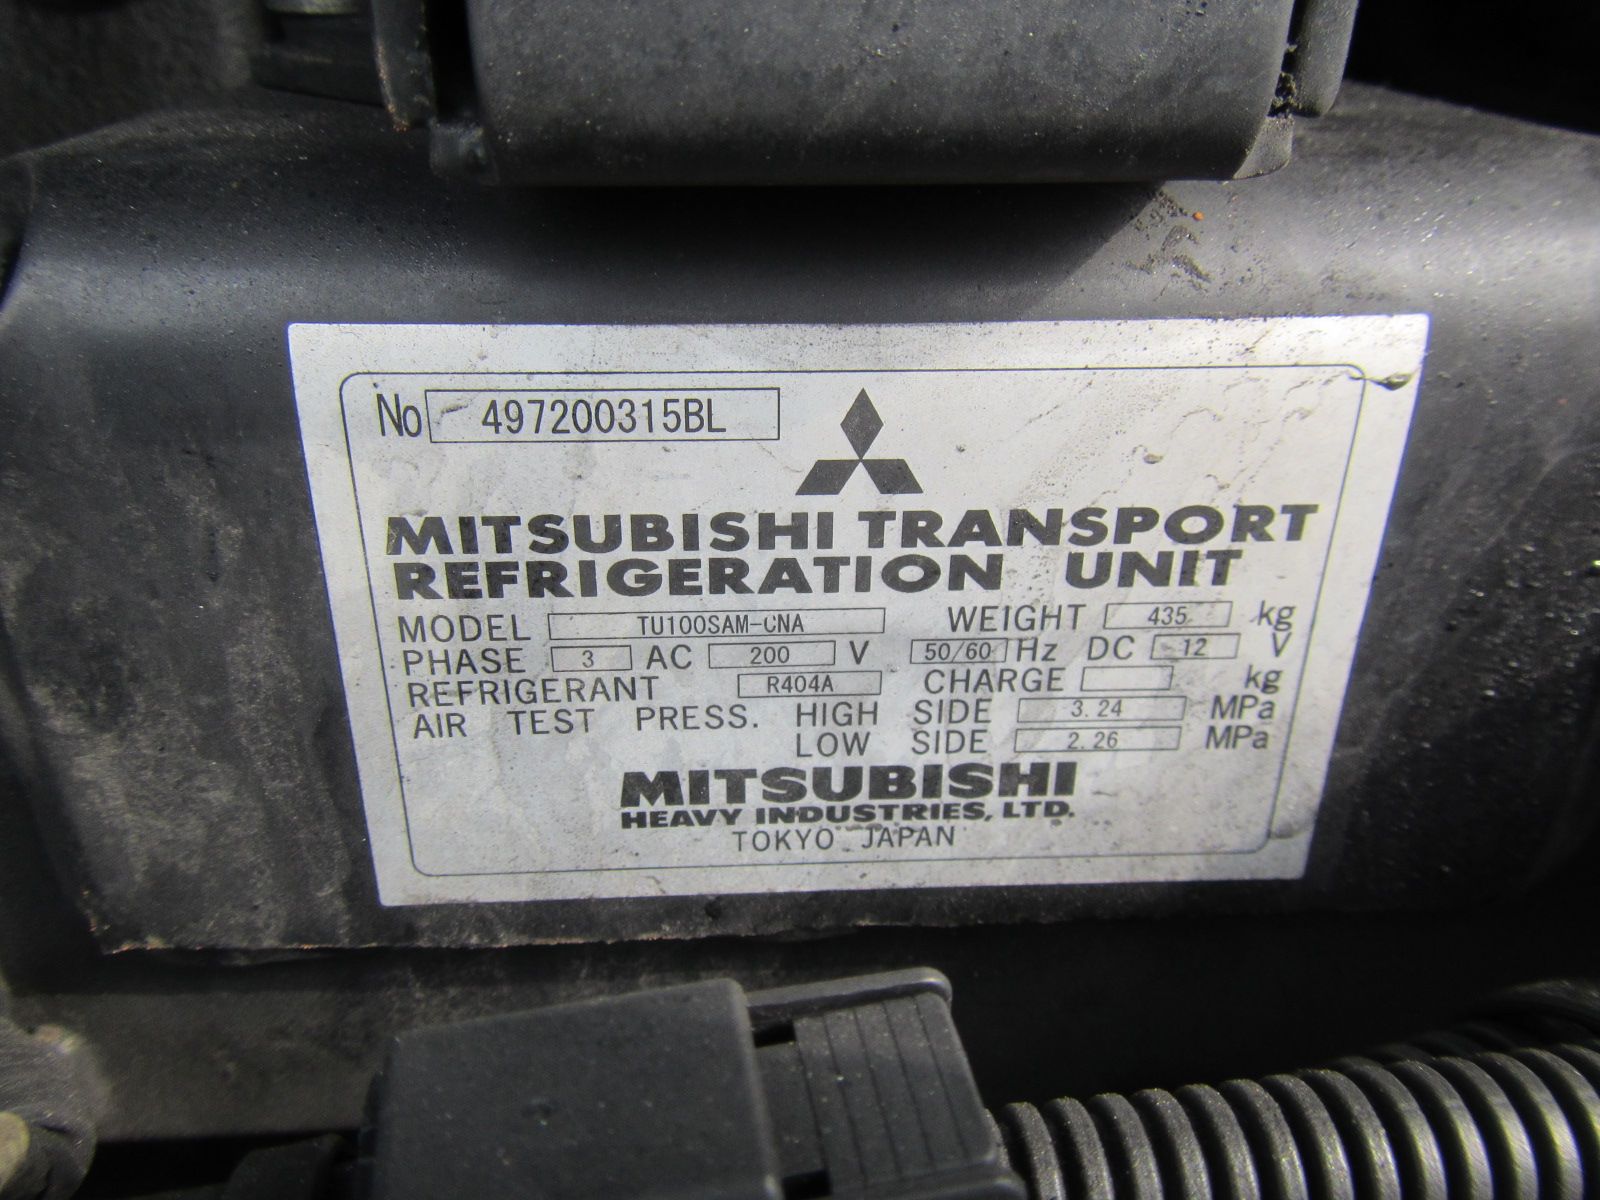 No 497200315BL
MITSUBISHI TRANSPORT
REFRIGERATION UNIT
MODEL TU100SAM-CNA WEIGHT 435 kg
PHASE 3 AC 200 V 50/60 Hz DC 12 V
REFRIGERANT R404A CHARGE kg
AIR TEST PRESS. HIGH SIDE 3.24 MPa
LOW SIDE 2.26 MPa
MITSUBISHI
HEAVY INDUSTRIES, LTD.
TOKYO JAPAN